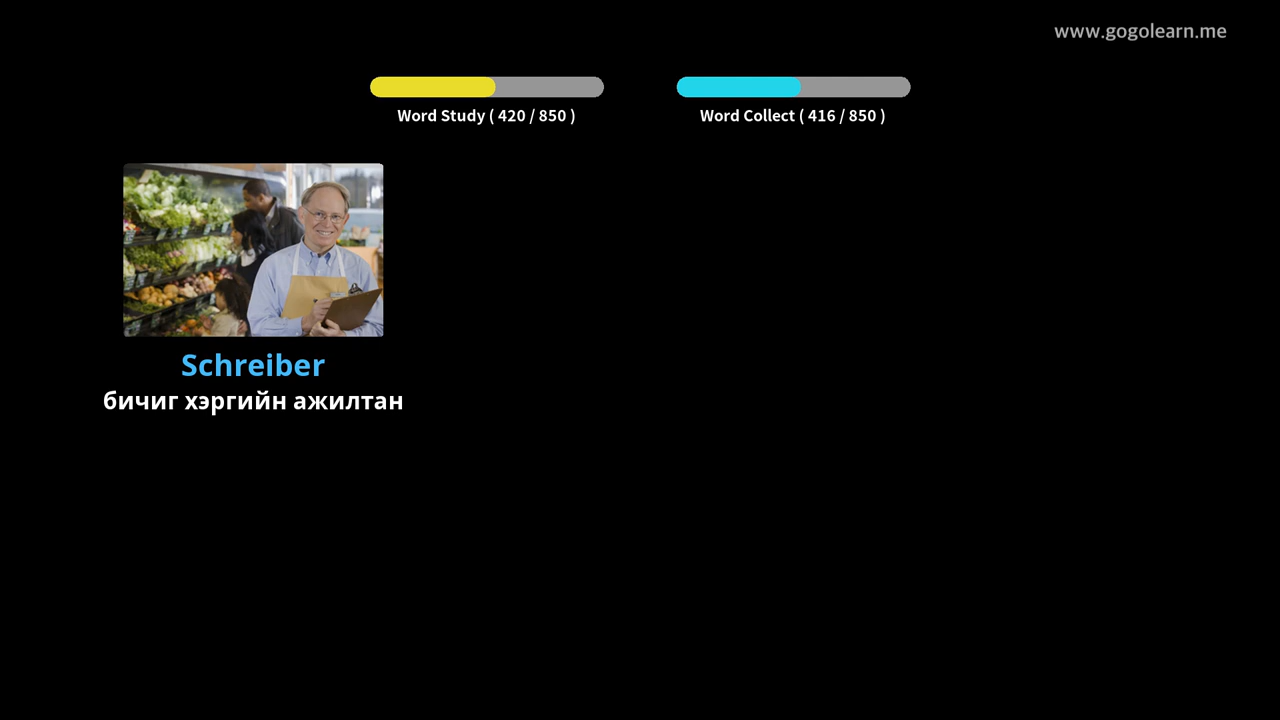 www.gogolearn.me
Word Study ( 420 / 850 )
Word Collect ( 416 / 850 )
Schreiber
бичиг хэргийн ажилтан